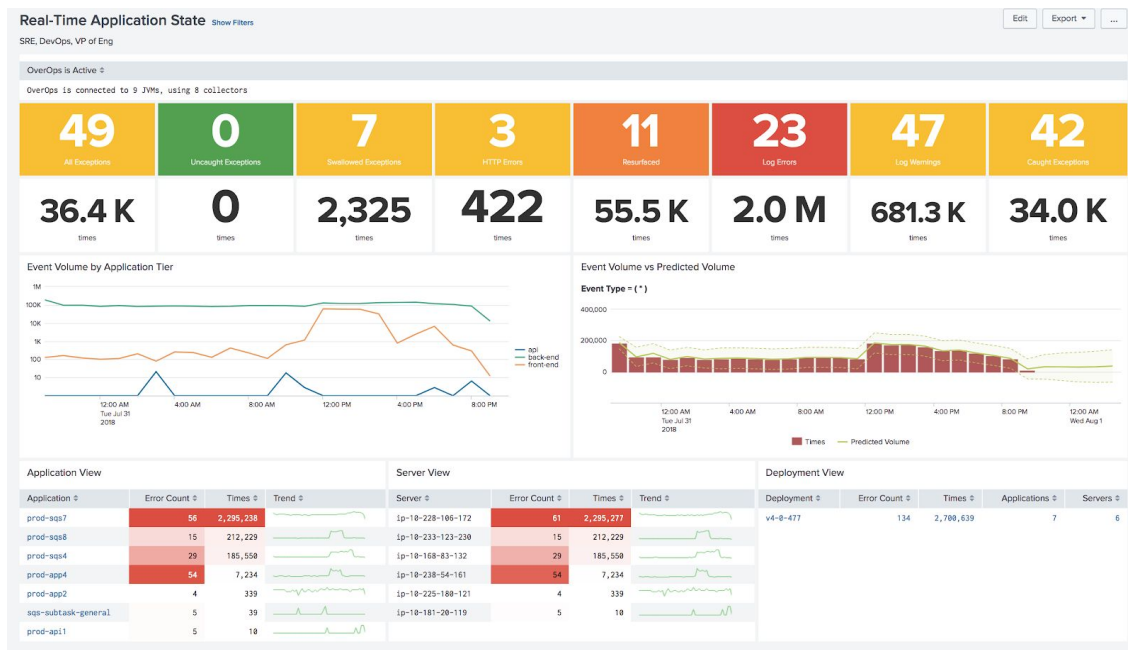 Real-Time Application State Show Filters
Edit Export ...
SRE, DevOps, VP of Eng
OverOps is Active
OverOps is connected to 9 JVMs, using 8 collectors
49 0 7 3 11 23 47 42
All Exceptions Uncaught Exceptions Swallowed Exceptions HTTP Errors Resurfaced Log Errors Log Warnings Caught Exceptions
36.4 K 0 2,325 422 55.5 K 2.0 M 681.3 K 34.0 K
times times times times times times times times
Event Volume by Application Tier
1M
100K
10K
1K
100
10
api
back-end
front-end
12:00 AM 4:00 AM 8:00 AM 12:00 PM 4:00 PM 8:00 PM
Tue Jul 31
2018
Event Volume vs Predicted Volume
Event Type = ( * )
400,000
200,000
0
12:00 AM 4:00 AM 8:00 AM 12:00 PM 4:00 PM 8:00 PM 12:00 AM
Tue Jul 31 Wed Aug 1
2018
Times Predicted Volume
Application View
Application Error Count Times Trend
prod-sqs7 56 2,295,238
prod-sqs8 15 212,229
prod-sqs4 29 185,550
prod-app4 54 7,234
prod-app2 4 339
sqs-subtask-general 5 39
prod-api1 5 10
Server View
Server Error Count Times Trend
ip-10-228-106-172 61 2,295,277
ip-10-233-123-230 15 212,229
ip-10-168-83-132 29 185,550
ip-10-238-54-161 54 7,234
ip-10-225-180-121 4 339
ip-10-181-20-119 5 10
Deployment View
Deployment Error Count Times Applications Servers
v4-0-477 134 2,700,639 7 6